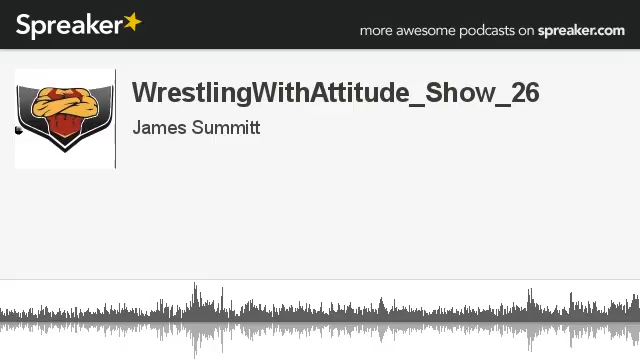 Spreaker
more awesome podcasts on spreaker.com
WrestlingWithAttitude_Show_26
James Summitt